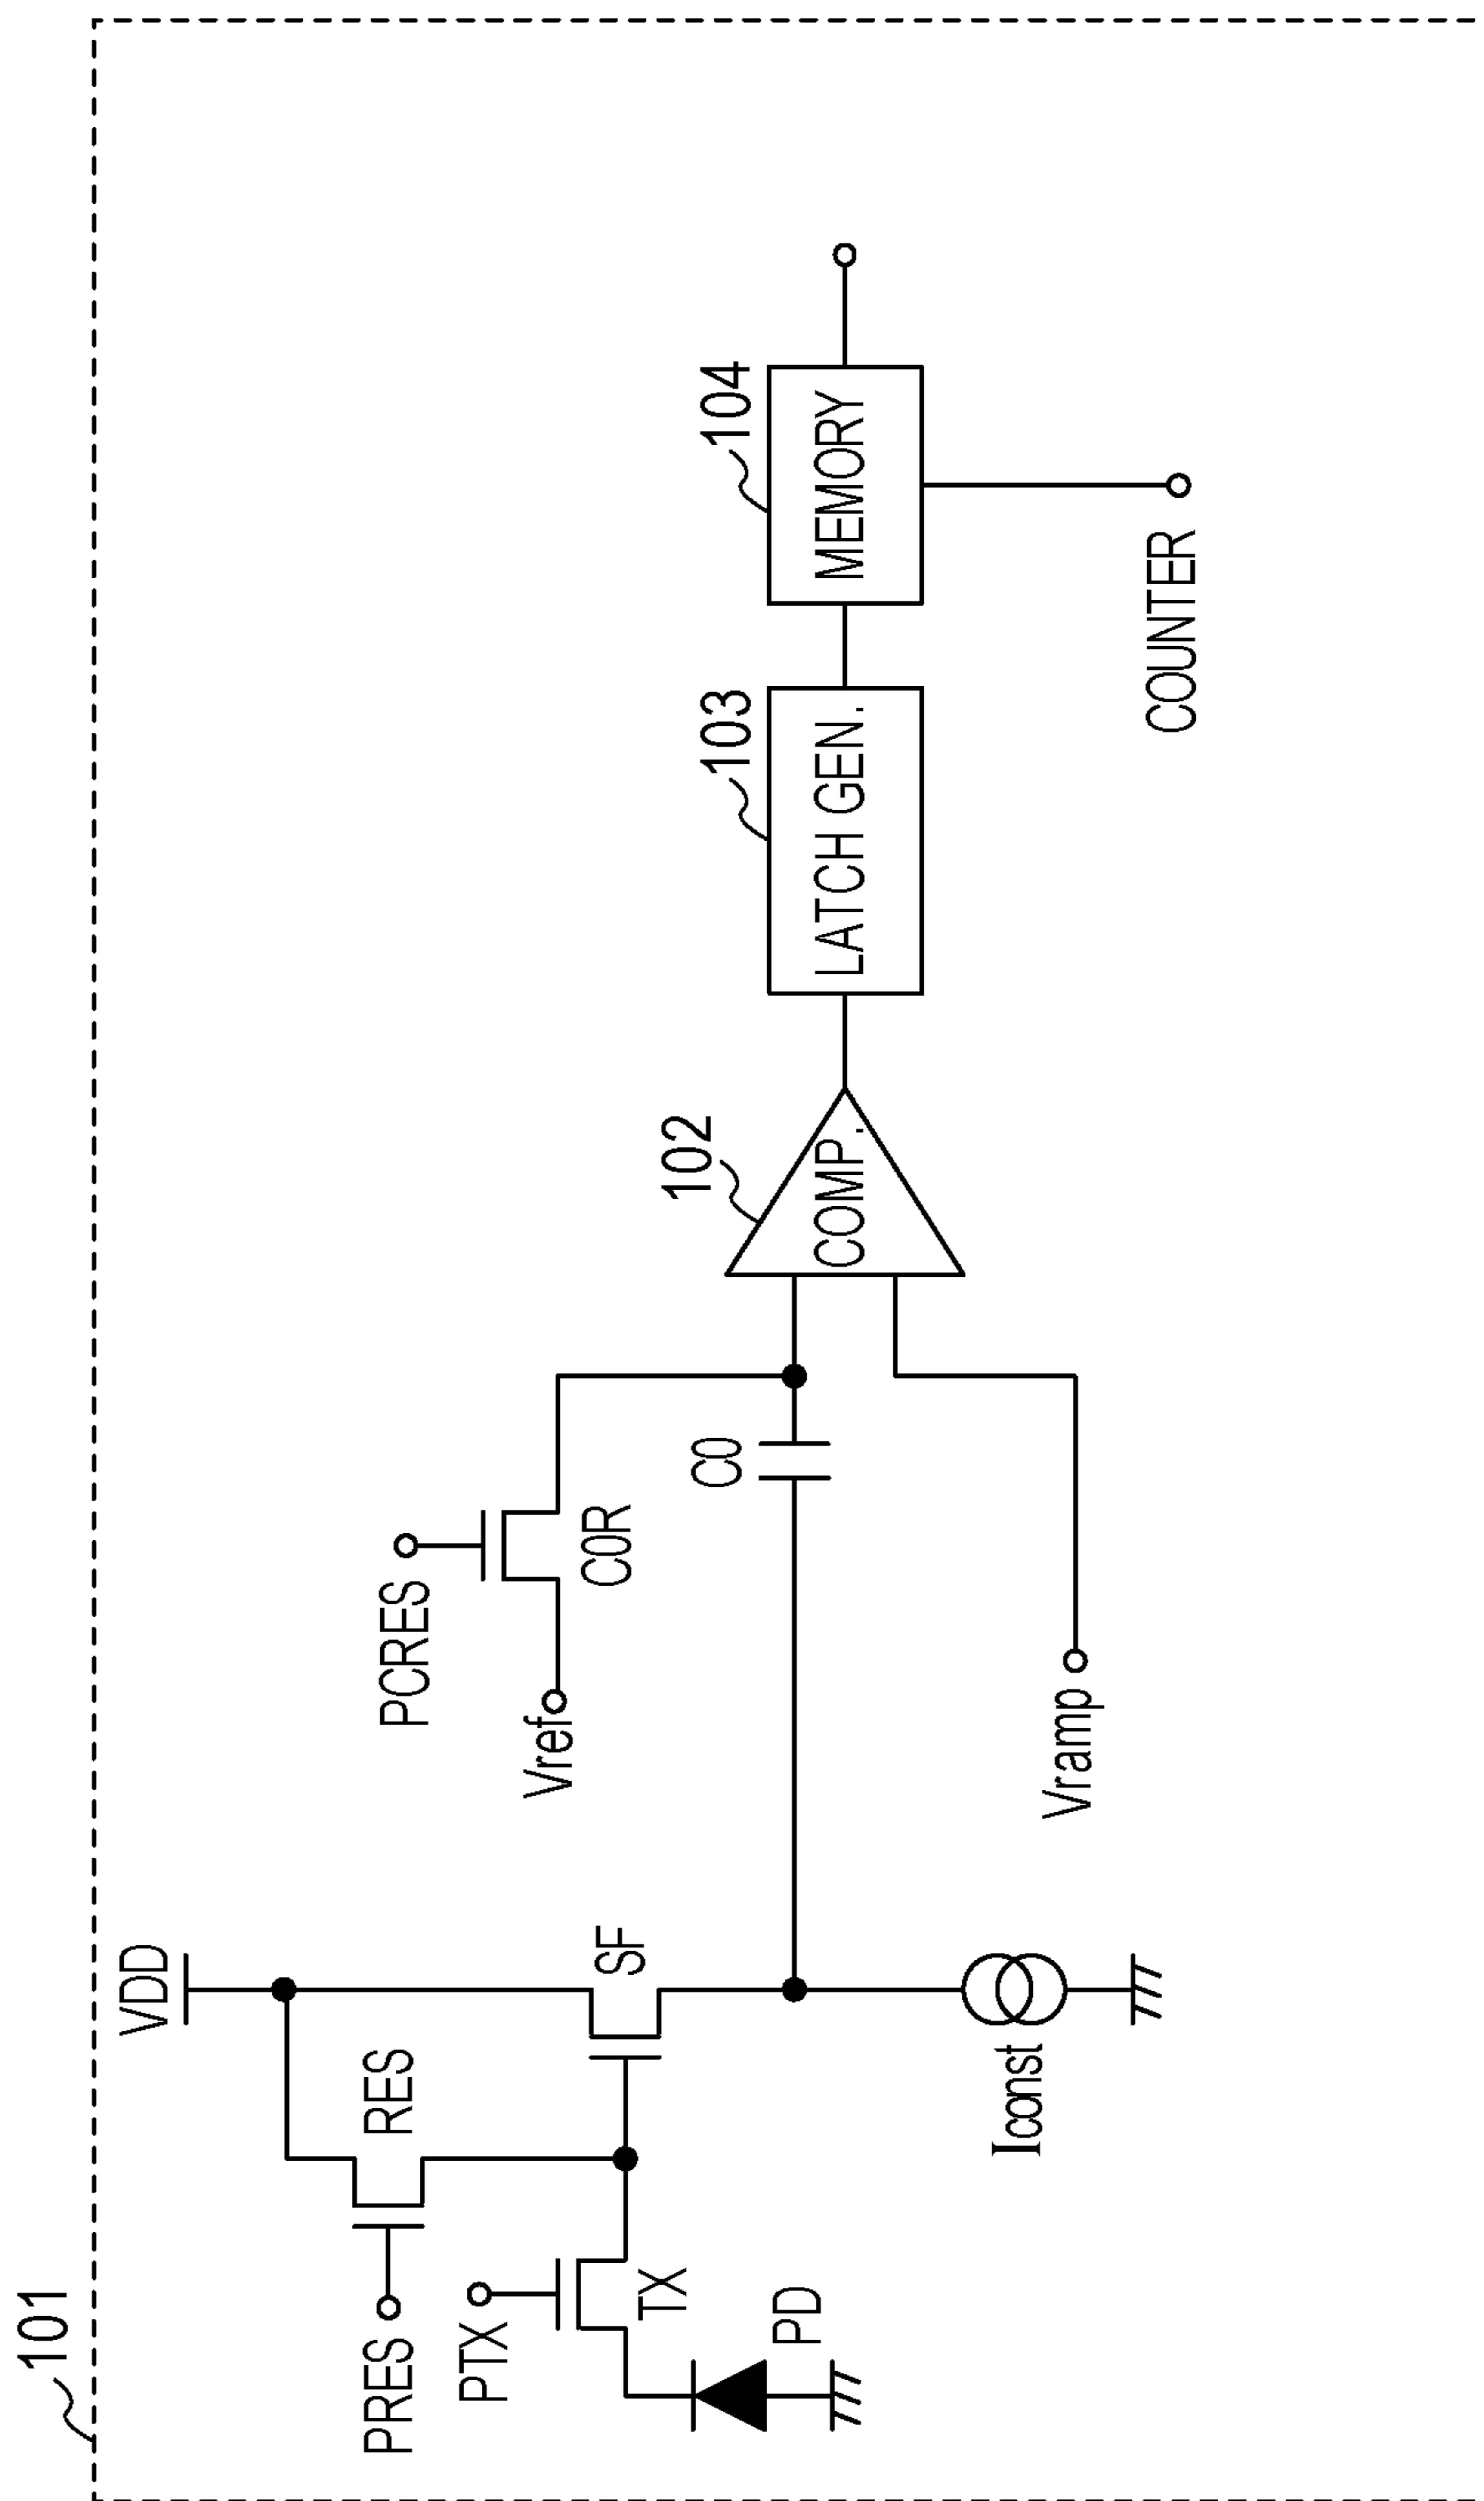 101
VDD
PRES
RES
PTX
TX
PD
SF
Iconst
PCRES
Vref
COR
C0
Vramp
102
COMP.
103
LATCH GEN.
104
MEMORY
COUNTER